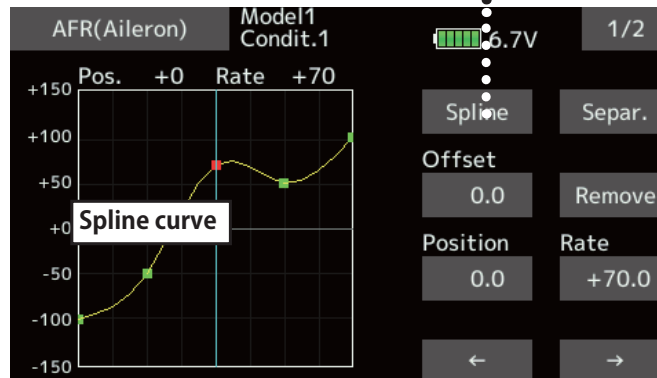 AFR(Aileron)
Model1
Condit.1
6.7V
1/2
Pos. +0 Rate +70
+150
+100
+50
+0
-50
-100
-150
Spline curve
Spline
Separ.
Offset
0.0
Remove
Position
Rate
0.0
+70.0
←
→